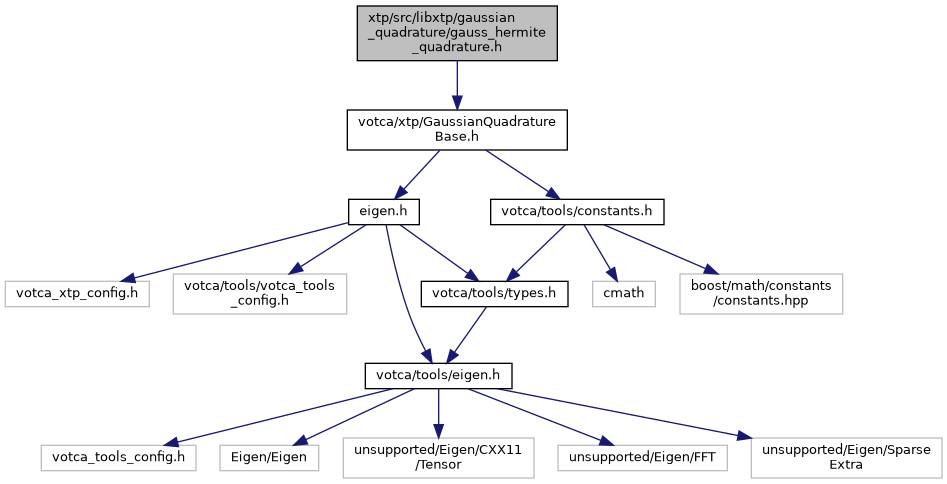 xtp/src/libxtp/gaussian
_quadrature/gauss_hermite
_quadrature.h
votca/xtp/GaussianQuadrature
Base.h
eigen.h
votca/tools/constants.h
votca_xtp_config.h
votca/tools/votca_tools
_config.h
votca/tools/types.h
cmath
boost/math/constants
/constants.hpp
votca/tools/eigen.h
votca_tools_config.h
Eigen/Eigen
unsupported/Eigen/CXX11
/Tensor
unsupported/Eigen/FFT
unsupported/Eigen/Sparse
Extra